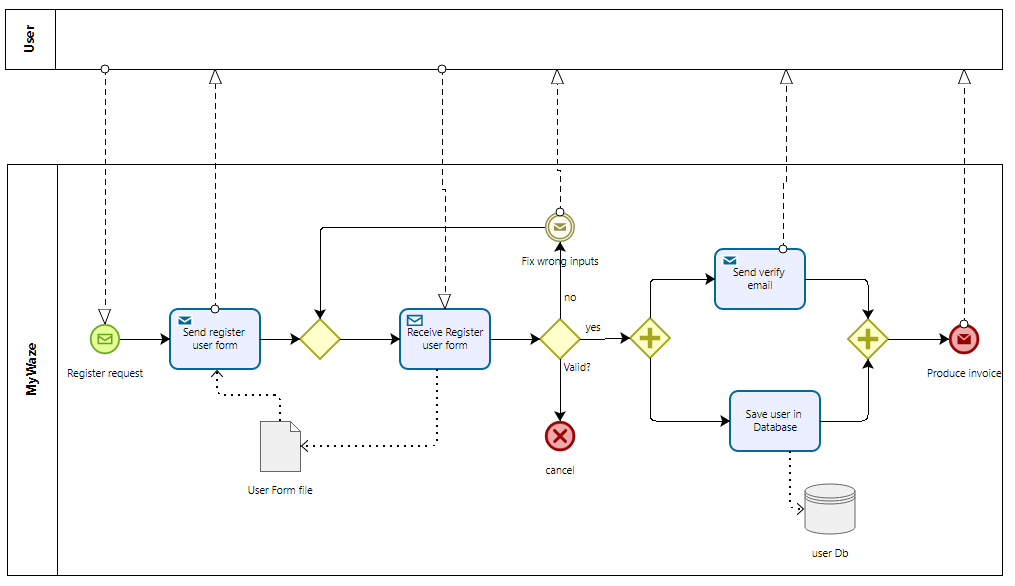 User
MyWaze
Register request
Send register
user form
Receive Register
user form
Fix wrong inputs
no
yes
Valid?
cancel
Send verify
email
Save user in
Database
Produce invoice
User Form file
user Db